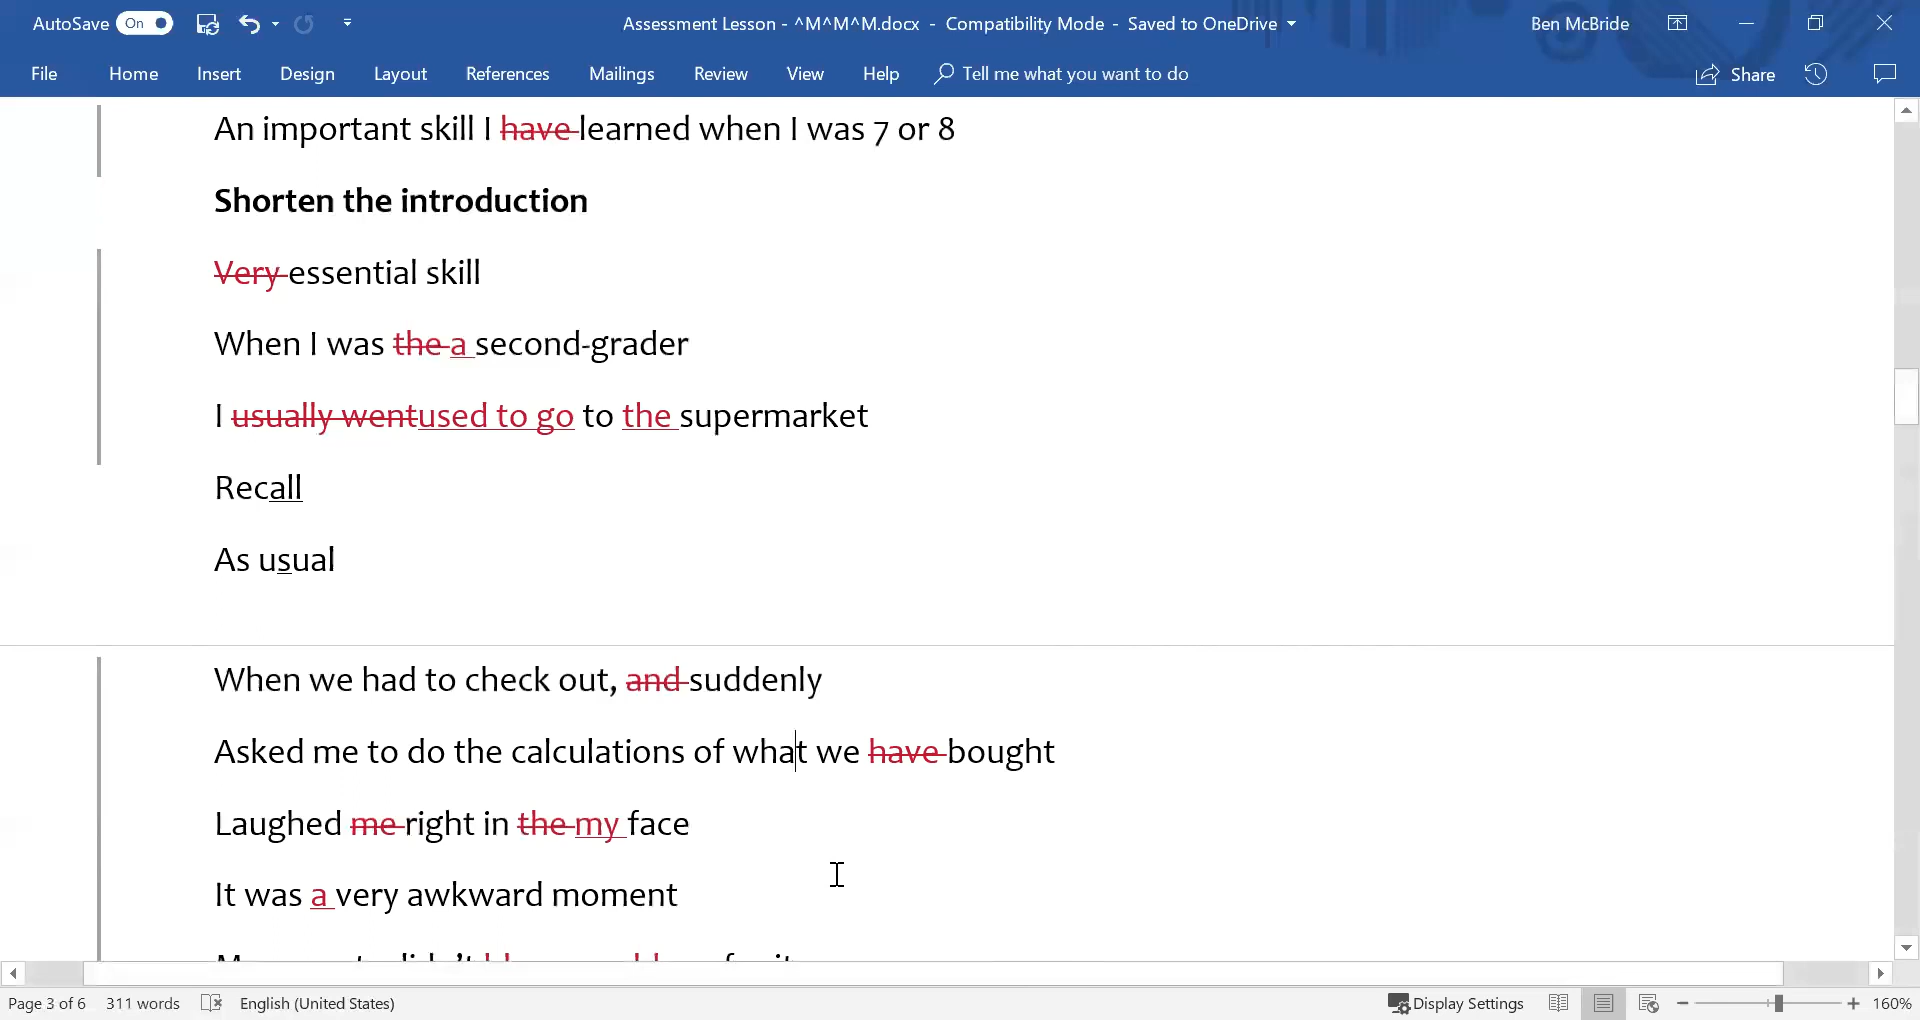 AutoSave On Assessment Lesson - ^M^M^M.docx - Compatibility Mode - Saved to OneDrive Ben McBride
File Home Insert Design Layout References Mailings Review View Help Tell me what you want to do Share
An important skill I have learned when I was 7 or 8
Shorten the introduction
Very essential skill
When I was the a second-grader
I usually wentused to go to the supermarket
Recall
As usual
When we had to check out, and suddenly
Asked me to do the calculations of what we have bought
Laughed me right in the my face
It was a very awkward moment
Page 3 of 6 311 words English (United States) Display Settings 160%